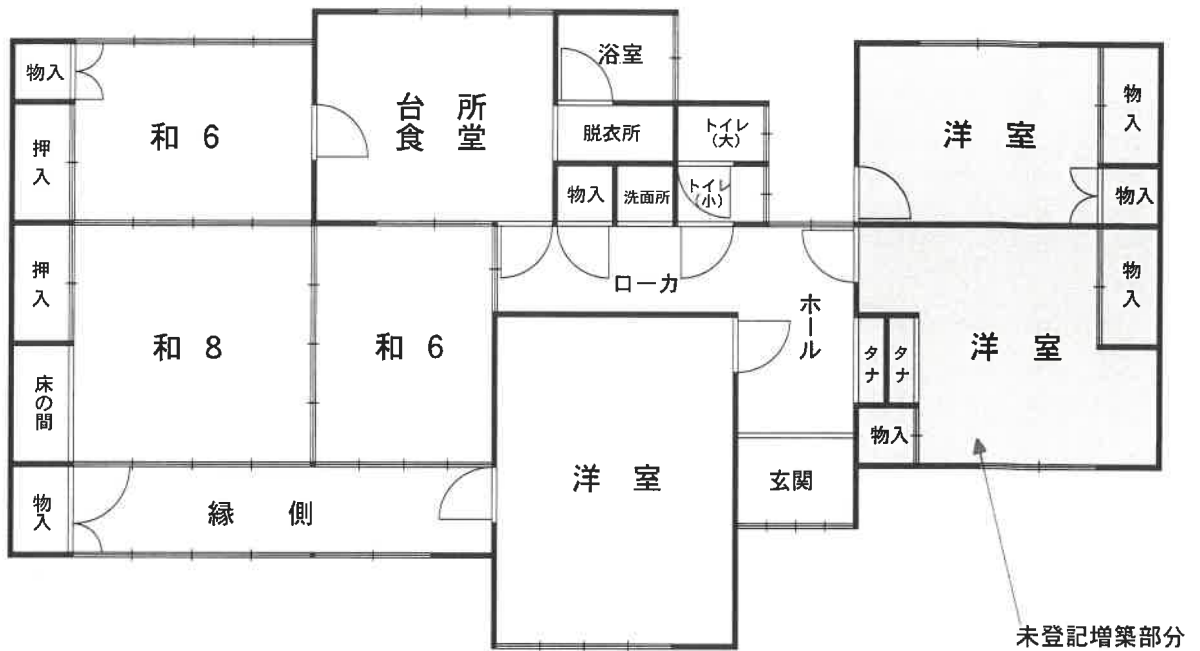 物入
和 6
押
入
台 所
食 堂
浴室
脱衣所
トイレ
(大)
物入
洗面所
トイレ
(小)
洋 室
物
入
物入
押
入
和 8
和 6
床の間
物
入
縁 側
ローカ
ホール
洋 室
玄関
タナ
タナ
物入
洋 室
物
入
未登記増築部分